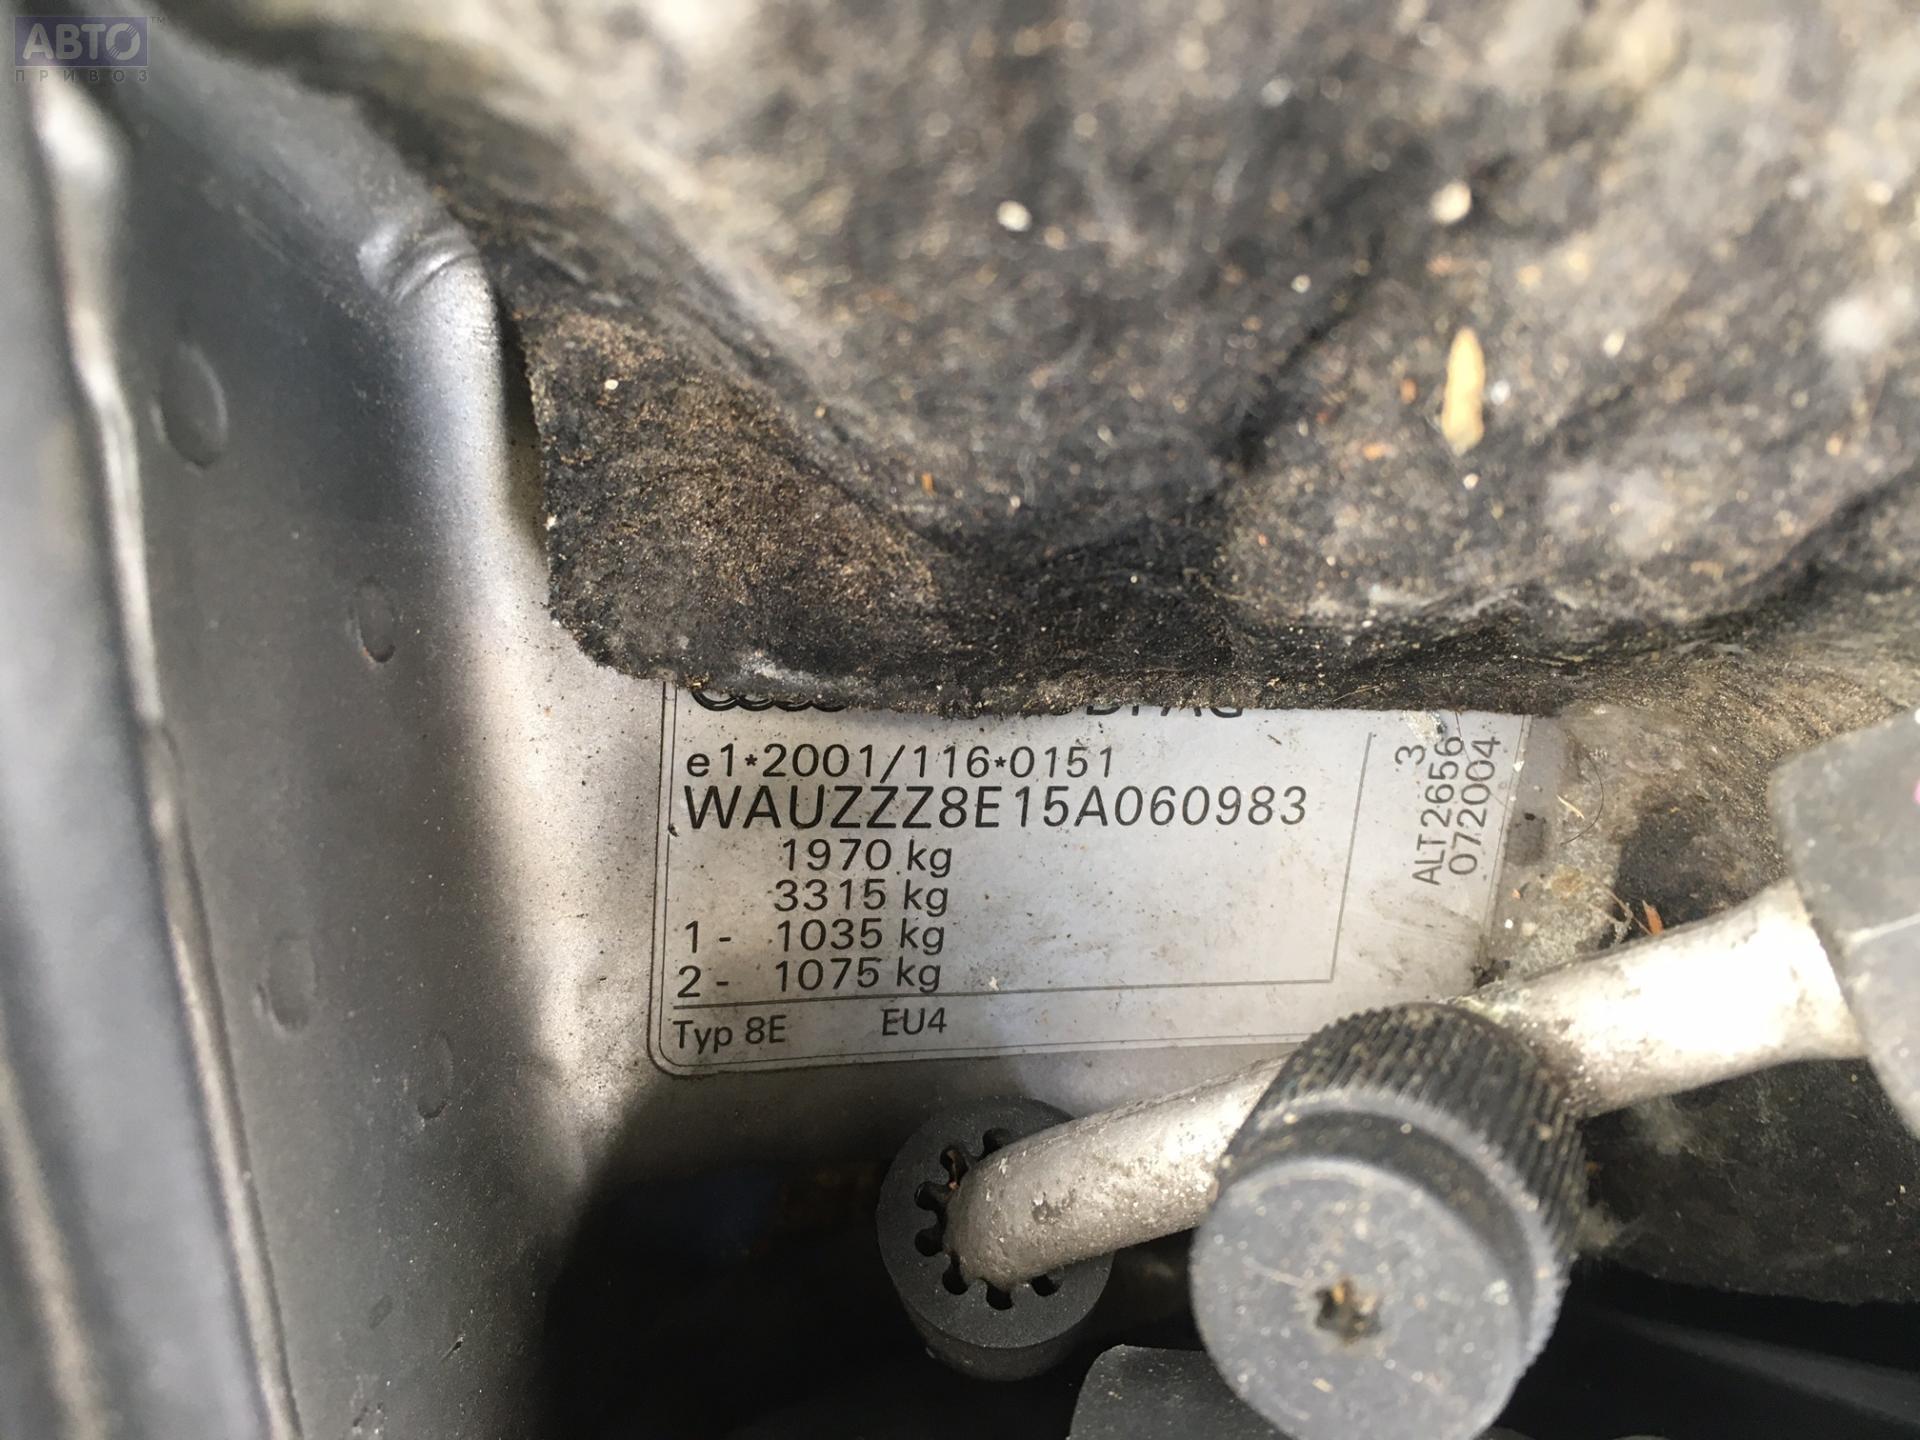 АВТО
ПРИВОЗ
e1*2001/116*0151
WAUZZZ8E15A060983
1970 kg
3315 kg
1- 1035 kg
2- 1075 kg
Typ 8E EU4
3
ALT 26566
072004